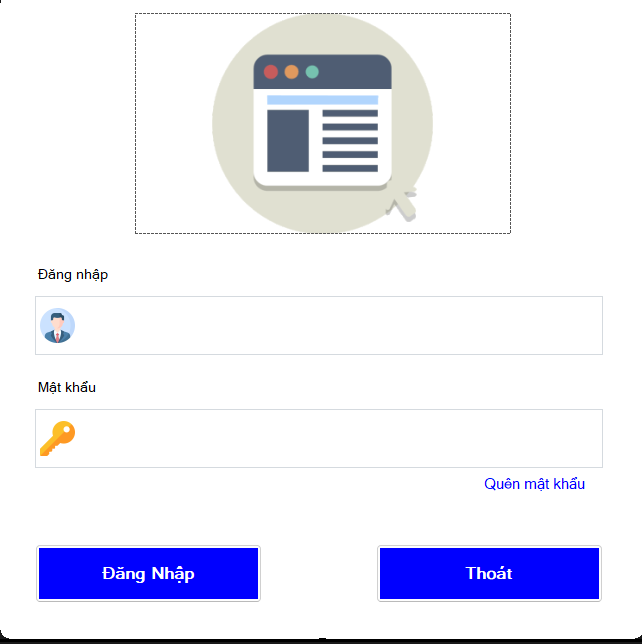 Đăng nhập
Mật khẩu
Quên mật khẩu
Đăng Nhập
Thoát